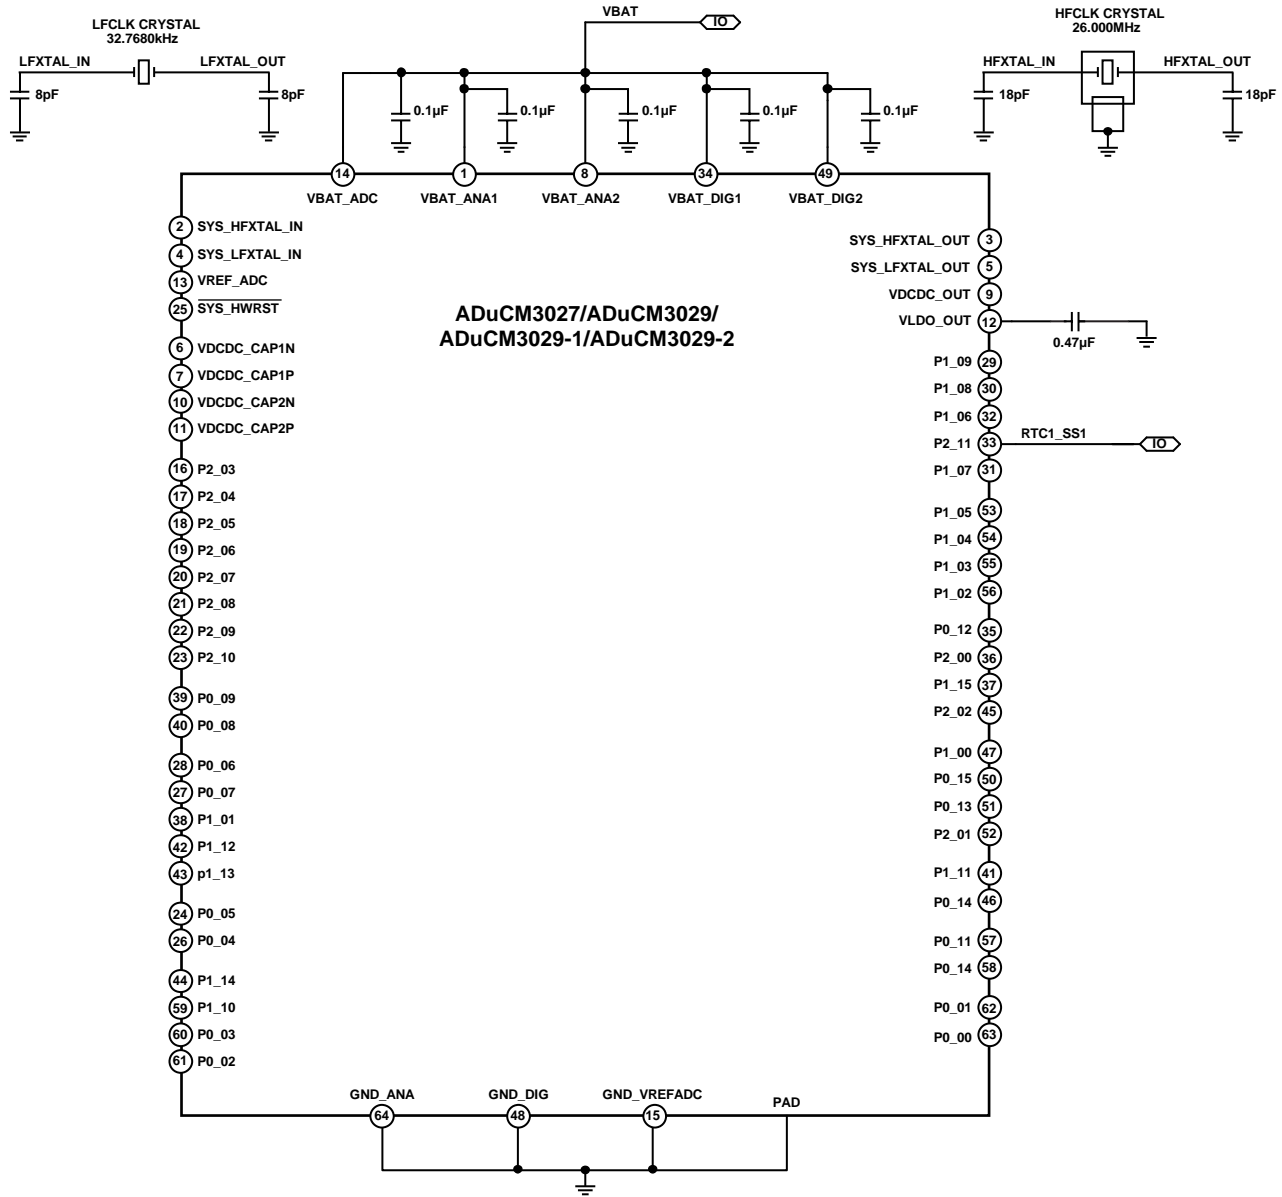 VBAT
IO
LFCLK CRYSTAL
32.7680kHz
LFXTAL_IN
LFXTAL_OUT
8pF
8pF
HFCLK CRYSTAL
26.000MHz
HFXTAL_IN
HFXTAL_OUT
18pF
18pF
0.1µF
0.1µF
0.1µF
0.1µF
0.1µF
14
1
8
34
49
VBAT_ADC
VBAT_ANA1
VBAT_ANA2
VBAT_DIG1
VBAT_DIG2
ADuCM3027/ADuCM3029/
ADuCM3029-1/ADuCM3029-2
2 SYS_HFXTAL_IN
4 SYS_LFXTAL_IN
13 VREF_ADC
25 SYS_HWRST
6 VDCDC_CAP1N
7 VDCDC_CAP1P
10 VDCDC_CAP2N
11 VDCDC_CAP2P
16 P2_03
17 P2_04
18 P2_05
19 P2_06
20 P2_07
21 P2_08
22 P2_09
23 P2_10
39 P0_09
40 P0_08
28 P0_06
27 P0_07
38 P1_01
42 P1_12
43 p1_13
24 P0_05
26 P0_04
44 P1_14
59 P1_10
60 P0_03
61 P0_02
SYS_HFXTAL_OUT 3
SYS_LFXTAL_OUT 5
VDCDC_OUT 9
VLDO_OUT 12
0.47µF
P1_09 29
P1_08 30
P1_06 32
P2_11 33
RTC1_SS1
IO
P1_07 31
P1_05 53
P1_04 54
P1_03 55
P1_02 56
P0_12 35
P2_00 36
P1_15 37
P2_02 45
P1_00 47
P0_15 50
P0_13 51
P2_01 52
P1_11 41
P0_14 46
P0_11 57
P0_14 58
P0_01 62
P0_00 63
GND_ANA
GND_DIG
GND_VREFADC
PAD
64
48
15